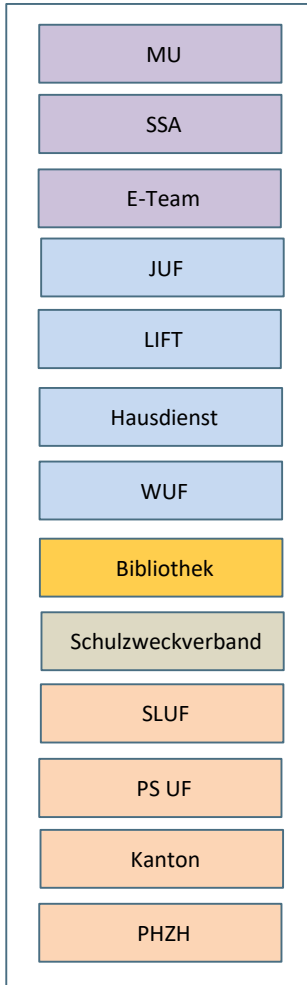 MU
SSA
E-Team
JUF
LIFT
Hausdienst
WUF
Bibliothek
Schulzweckverband
SLUF
PS UF
Kanton
PHZH